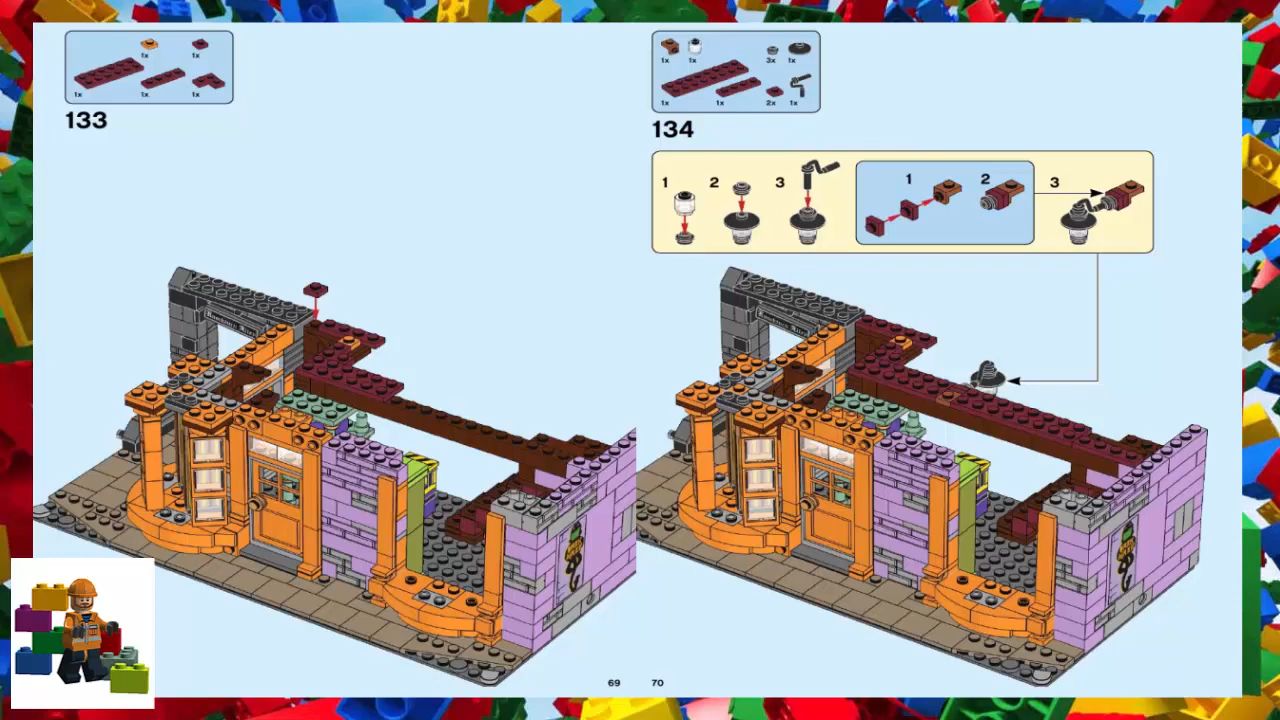 1x 1x
1x 1x 1x
133
1x 1x 3x 1x
1x 1x 2x 1x
134
1 2 3 1 2 3
69 70